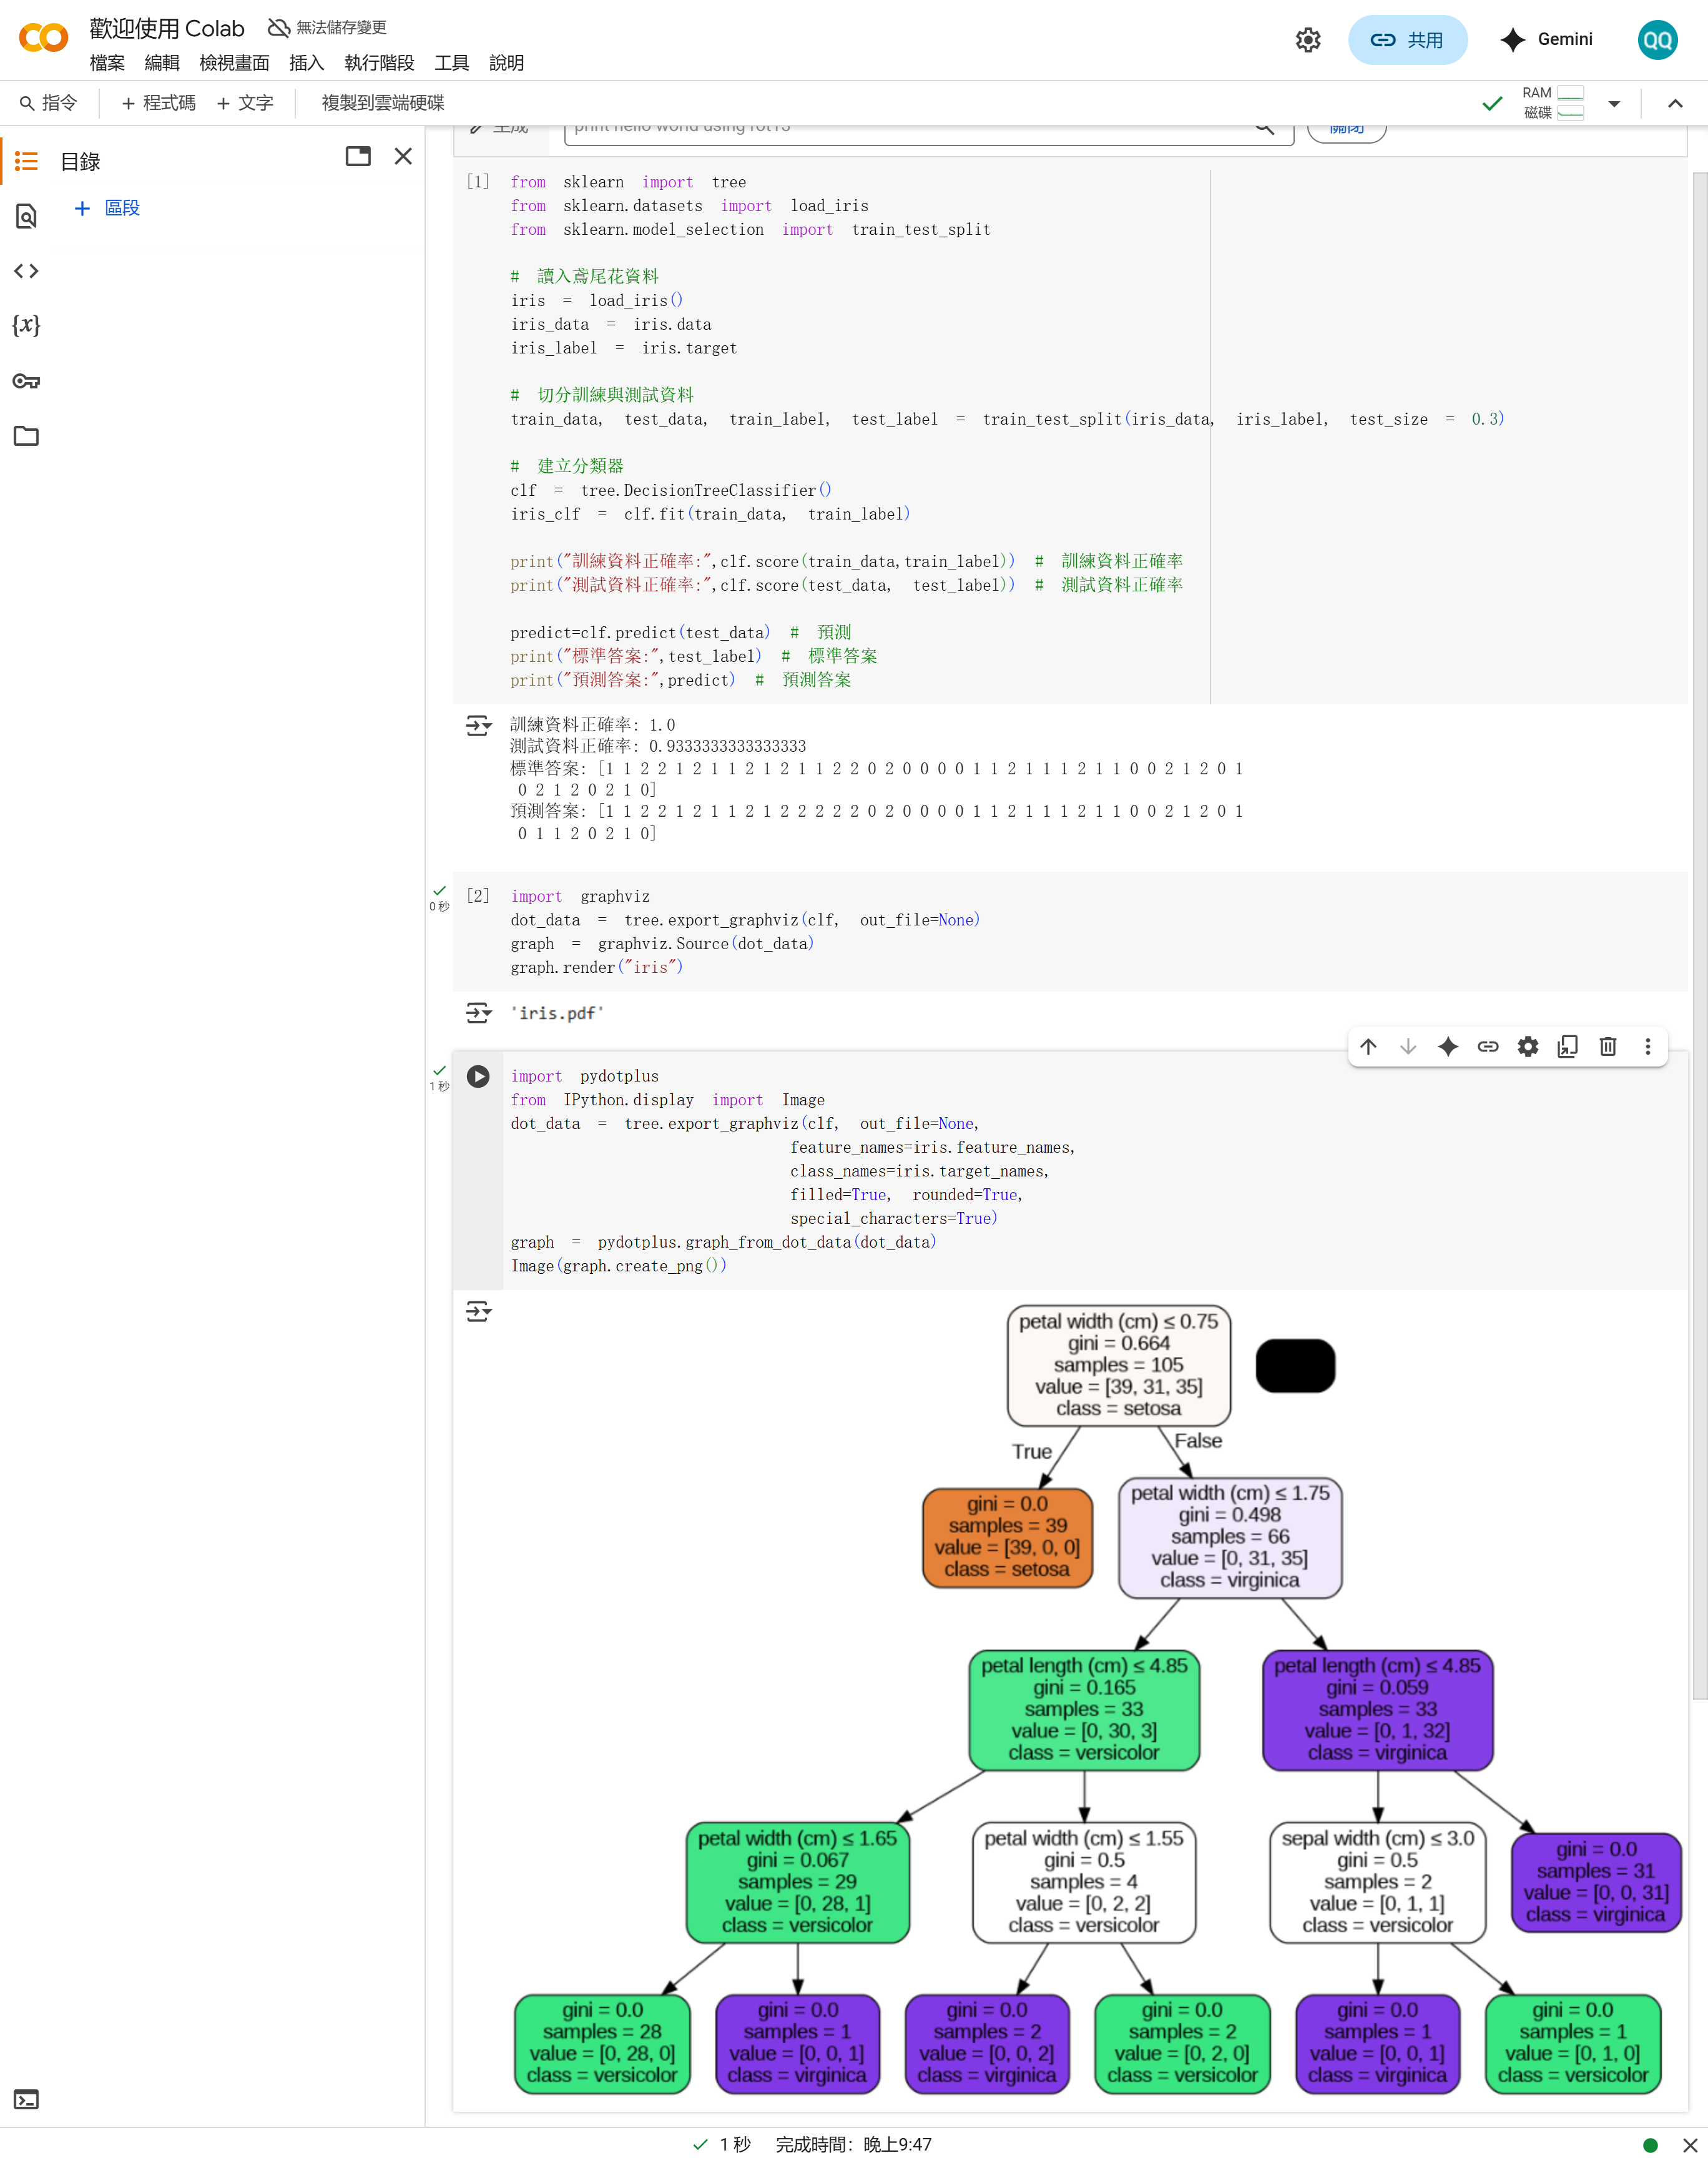 歡迎使用 Colab
無法儲存變更
檔案 編輯 檢視畫面 插入 執行階段 工具 說明
共用
Gemini
QQ
指令
+ 程式碼 + 文字
複製到雲端硬碟
RAM
磁碟
目錄
+ 區段
生成
print hello world using rot13
關閉
[1]
from sklearn import tree
from sklearn.datasets import load_iris
from sklearn.model_selection import train_test_split
# 讀入鳶尾花資料
iris = load_iris()
iris_data = iris.data
iris_label = iris.target
# 切分訓練與測試資料
train_data, test_data, train_label, test_label = train_test_split(iris_data, iris_label, test_size = 0.3)
# 建立分類器
clf = tree.DecisionTreeClassifier()
iris_clf = clf.fit(train_data, train_label)
print("訓練資料正確率:",clf.score(train_data,train_label)) # 訓練資料正確率
print("測試資料正確率:",clf.score(test_data, test_label)) # 測試資料正確率
predict=clf.predict(test_data) # 預測
print("標準答案:",test_label) # 標準答案
print("預測答案:",predict) # 預測答案
訓練資料正確率: 1.0
測試資料正確率: 0.9333333333333333
標準答案: [1 1 2 2 1 2 1 1 2 1 2 1 1 2 2 0 2 0 0 0 0 1 1 2 1 1 1 2 1 1 0 0 2 1 2 0 1
0 2 1 2 0 2 1 0]
預測答案: [1 1 2 2 1 2 1 1 2 1 2 2 2 2 2 0 2 0 0 0 0 1 1 2 1 1 1 2 1 1 0 0 2 1 2 0 1
0 1 1 2 0 2 1 0]
0 秒
[2]
import graphviz
dot_data = tree.export_graphviz(clf, out_file=None)
graph = graphviz.Source(dot_data)
graph.render("iris")
'iris.pdf'
1 秒
import pydotplus
from IPython.display import Image
dot_data = tree.export_graphviz(clf, out_file=None,
feature_names=iris.feature_names,
class_names=iris.target_names,
filled=True, rounded=True,
special_characters=True)
graph = pydotplus.graph_from_dot_data(dot_data)
Image(graph.create_png())
petal width (cm) ≤ 0.75
gini = 0.664
samples = 105
value = [39, 31, 35]
class = setosa
True
False
gini = 0.0
samples = 39
value = [39, 0, 0]
class = setosa
petal width (cm) ≤ 1.75
gini = 0.498
samples = 66
value = [0, 31, 35]
class = virginica
petal length (cm) ≤ 4.85
gini = 0.165
samples = 33
value = [0, 30, 3]
class = versicolor
petal length (cm) ≤ 4.85
gini = 0.059
samples = 33
value = [0, 1, 32]
class = virginica
petal width (cm) ≤ 1.65
gini = 0.067
samples = 29
value = [0, 28, 1]
class = versicolor
petal width (cm) ≤ 1.55
gini = 0.5
samples = 4
value = [0, 2, 2]
class = versicolor
sepal width (cm) ≤ 3.0
gini = 0.5
samples = 2
value = [0, 1, 1]
class = versicolor
gini = 0.0
samples = 31
value = [0, 0, 31]
class = virginica
gini = 0.0
samples = 28
value = [0, 28, 0]
class = versicolor
gini = 0.0
samples = 1
value = [0, 0, 1]
class = virginica
gini = 0.0
samples = 2
value = [0, 0, 2]
class = virginica
gini = 0.0
samples = 2
value = [0, 2, 0]
class = versicolor
gini = 0.0
samples = 1
value = [0, 0, 1]
class = virginica
gini = 0.0
samples = 1
value = [0, 1, 0]
class = versicolor
1 秒 完成時間：晚上9:47